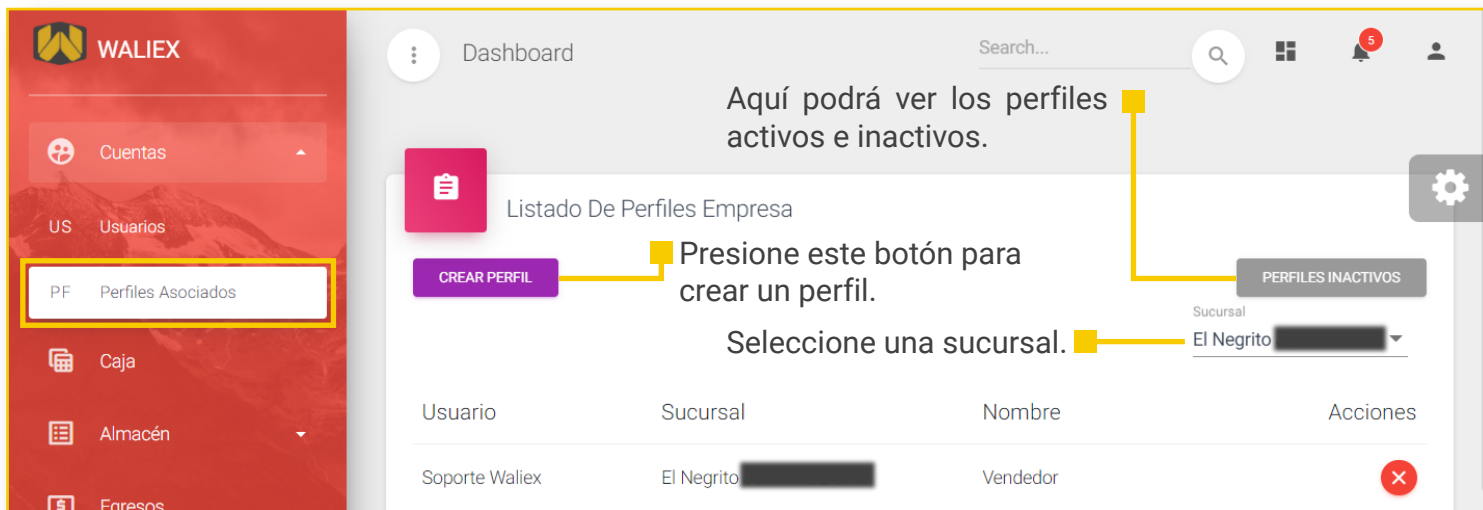 WALIEX
Dashboard
Search...
5
Aquí podrá ver los perfiles
activos e inactivos.
Cuentas
Listado De Perfiles Empresa
US Usuarios
CREAR PERFIL
Presione este botón para
crear un perfil.
PERFILES INACTIVOS
PF Perfiles Asociados
Sucursal
Seleccione una sucursal.
El Negrito
Caja
Usuario Sucursal Nombre Acciones
Almacén
Soporte Waliex El Negrito Vendedor
Egresos